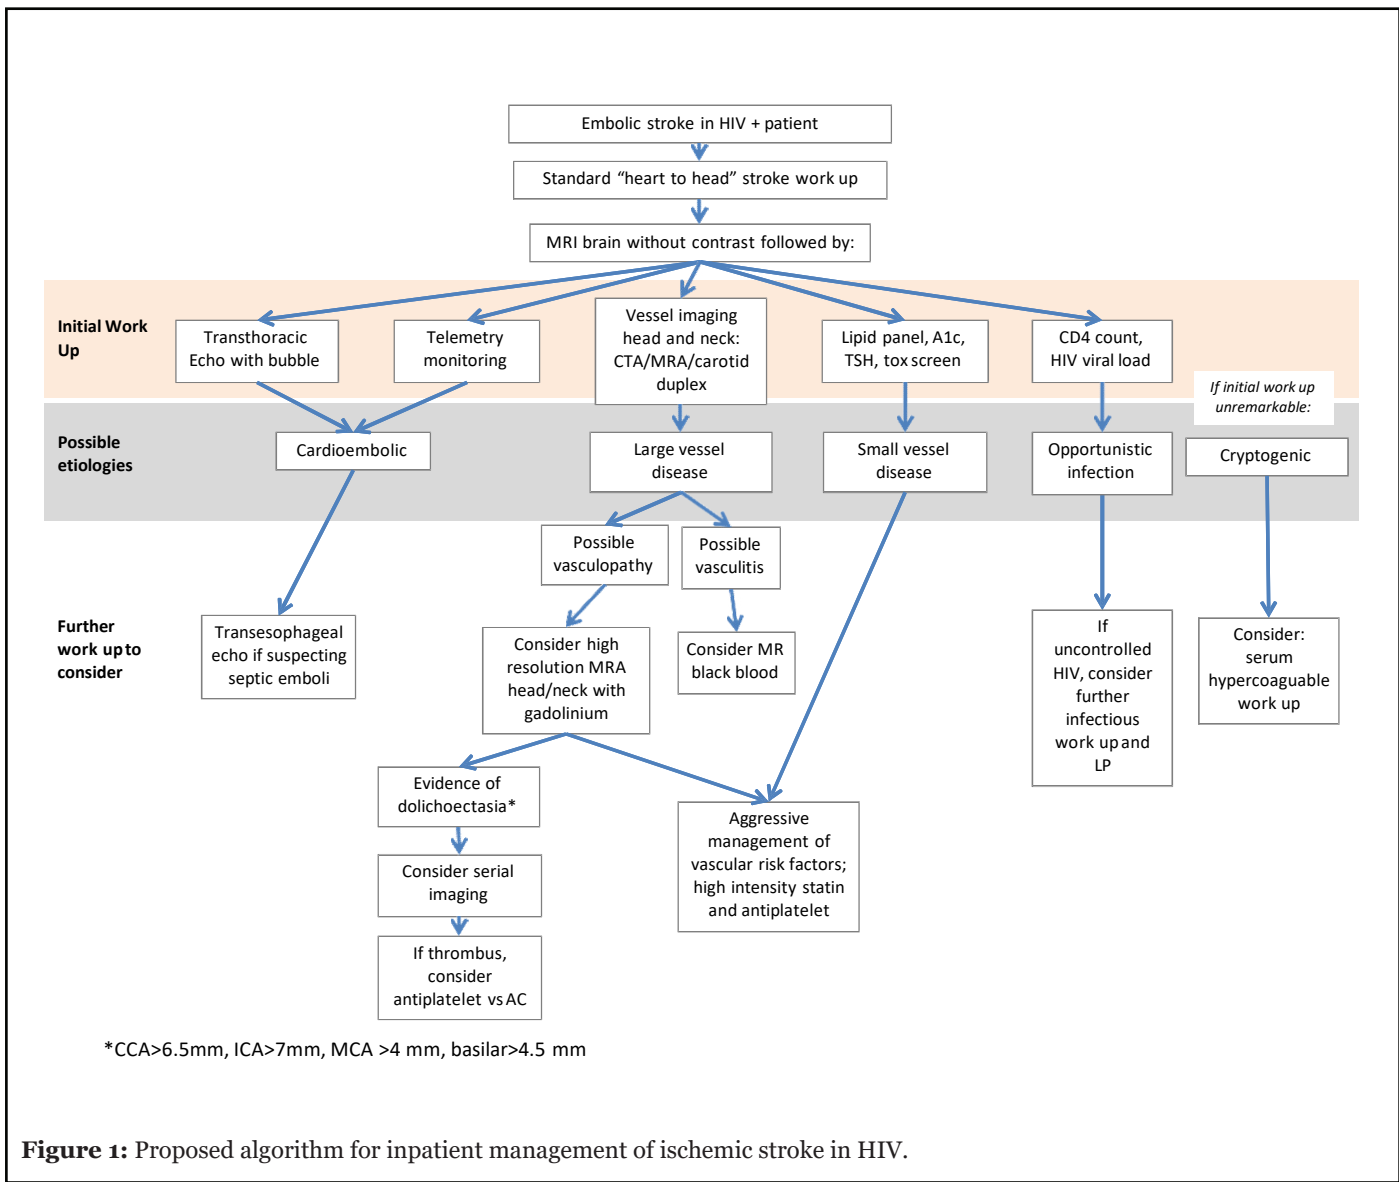 Embolic stroke in HIV + patient
Standard “heart to head” stroke work up
MRI brain without contrast followed by:
Initial Work
Up
Transthoracic
Echo with bubble
Telemetry
monitoring
Vessel imaging
head and neck:
CTA/MRA/carotid
duplex
Lipid panel, A1c,
TSH, tox screen
CD4 count,
HIV viral load
If initial work up
unremarkable:
Possible
etiologies
Cardioembolic
Large vessel
disease
Small vessel
disease
Opportunistic
infection
Cryptogenic
Possible
vasculopathy
Possible
vasculitis
Further
work up to
consider
Transesophageal
echo if suspecting
septic emboli
Consider high
resolution MRA
head/neck with
gadolinium
Consider MR
black blood
If
uncontrolled
HIV, consider
further
infectious
work up and
LP
Consider:
serum
hypercoaguable
work up
Evidence of
dolichoectasia*
Aggressive
management of
vascular risk factors;
high intensity statin
and antiplatelet
Consider serial
imaging
If thrombus,
consider
antiplatelet vs AC
*CCA>6.5mm, ICA>7mm, MCA >4 mm, basilar>4.5 mm
Figure 1: Proposed algorithm for inpatient management of ischemic stroke in HIV.